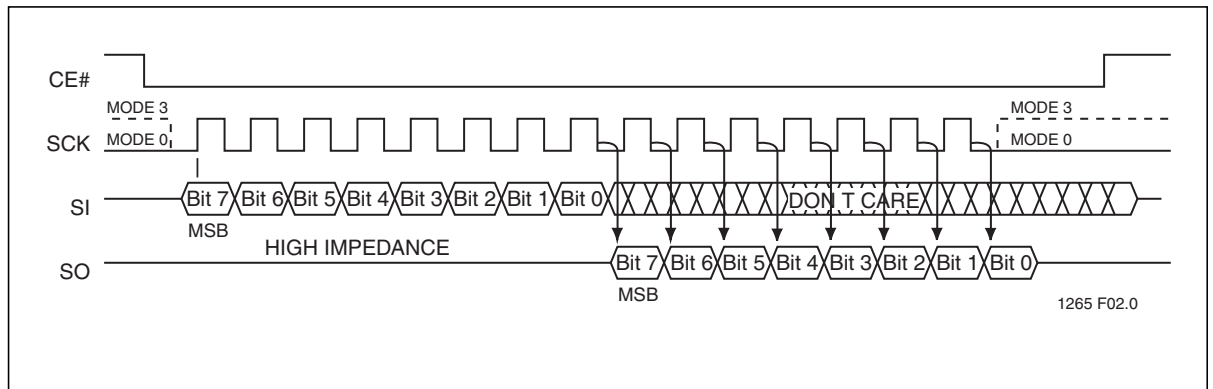 CE#
MODE 3 MODE 3
SCK MODE 0 MODE 0
SI Bit 7 Bit 6 Bit 5 Bit 4 Bit 3 Bit 2 Bit 1 Bit 0 DON T CARE
MSB
HIGH IMPEDANCE
SO Bit 7 Bit 6 Bit 5 Bit 4 Bit 3 Bit 2 Bit 1 Bit 0
MSB
1265 F02.0